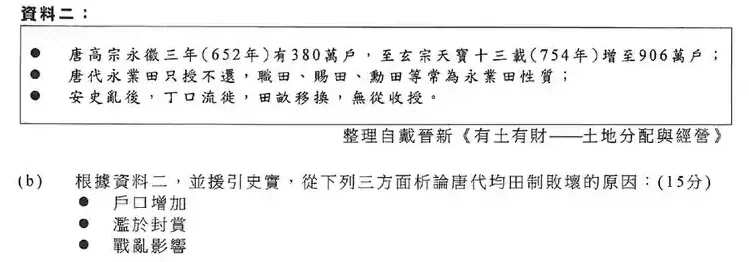 資料二：
● 唐高宗永徽三年(652年)有380萬戶，至玄宗天寶十三載(754年)增至906萬戶；
● 唐代永業田只授不還，職田、賜田、勳田等常為永業田性質；
● 安史亂後，丁口流徙，田畝移換，無從收授。
整理自戴晉新《有土有財——土地分配與經營》
(b) 根據資料二，並援引史實，從下列三方面析論唐代均田制敗壞的原因：(15分)
● 戶口增加
● 濫於封賞
● 戰亂影響